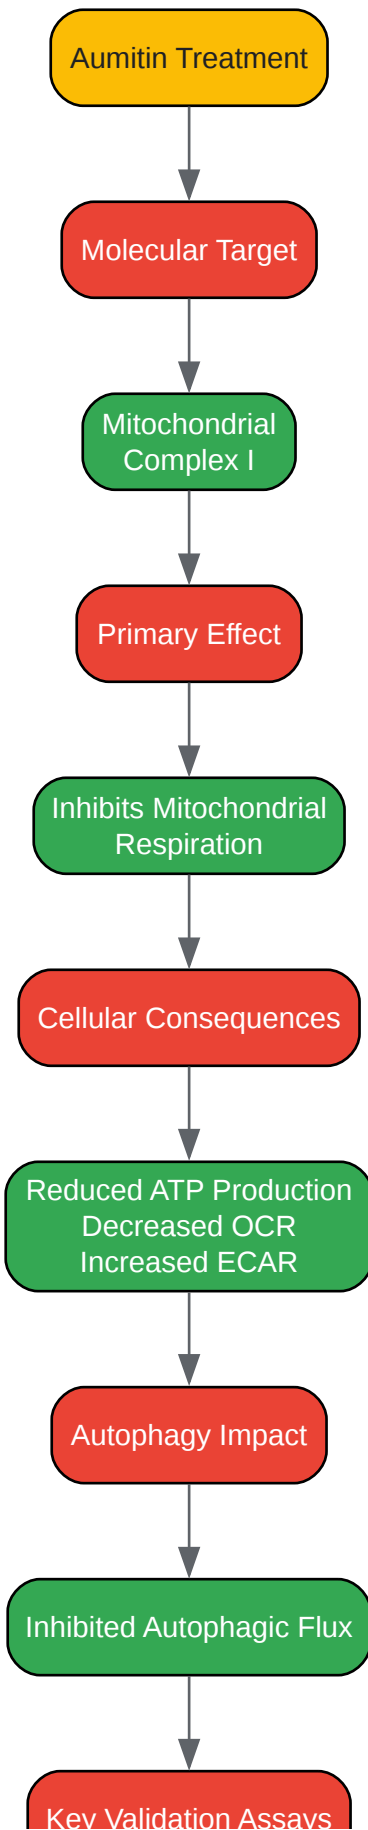 Aumitin Treatment
Molecular Target
Mitochondrial
Complex I
Primary Effect
Inhibits Mitochondrial
Respiration
Cellular Consequences
Reduced ATP Production
Decreased OCR
Increased ECAR
Autophagy Impact
Inhibited Autophagic Flux
Key Validation Assays